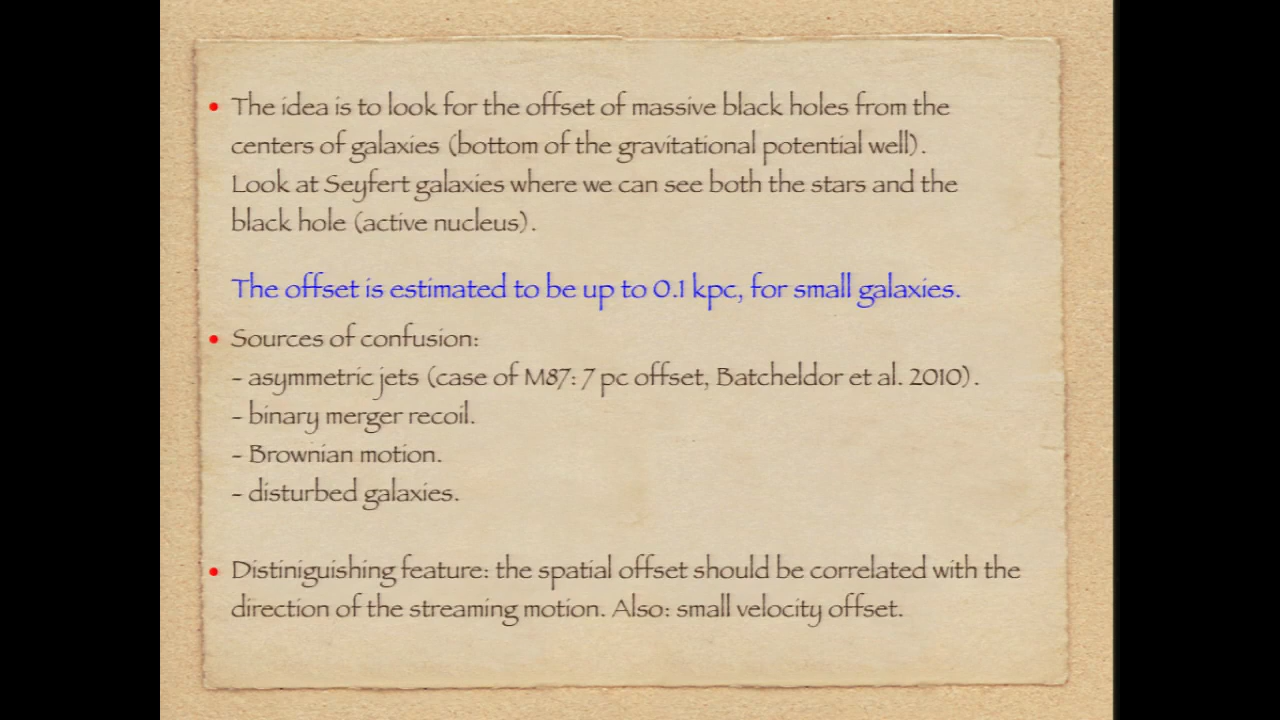 • The idea is to look for the offset of massive black holes from the
centers of galaxies (bottom of the gravitational potential well).
Look at Seyfert galaxies where we can see both the stars and the
black hole (active nucleus).
The offset is estimated to be up to 0.1 kpc, for small galaxies.
• Sources of confusion:
- asymmetric jets (case of M87: 7 pc offset, Batcheldor et al. 2010).
- binary merger recoil.
- Brownian motion.
- disturbed galaxies.
• Distiniguishing feature: the spatial offset should be correlated with the
direction of the streaming motion. Also: small velocity offset.